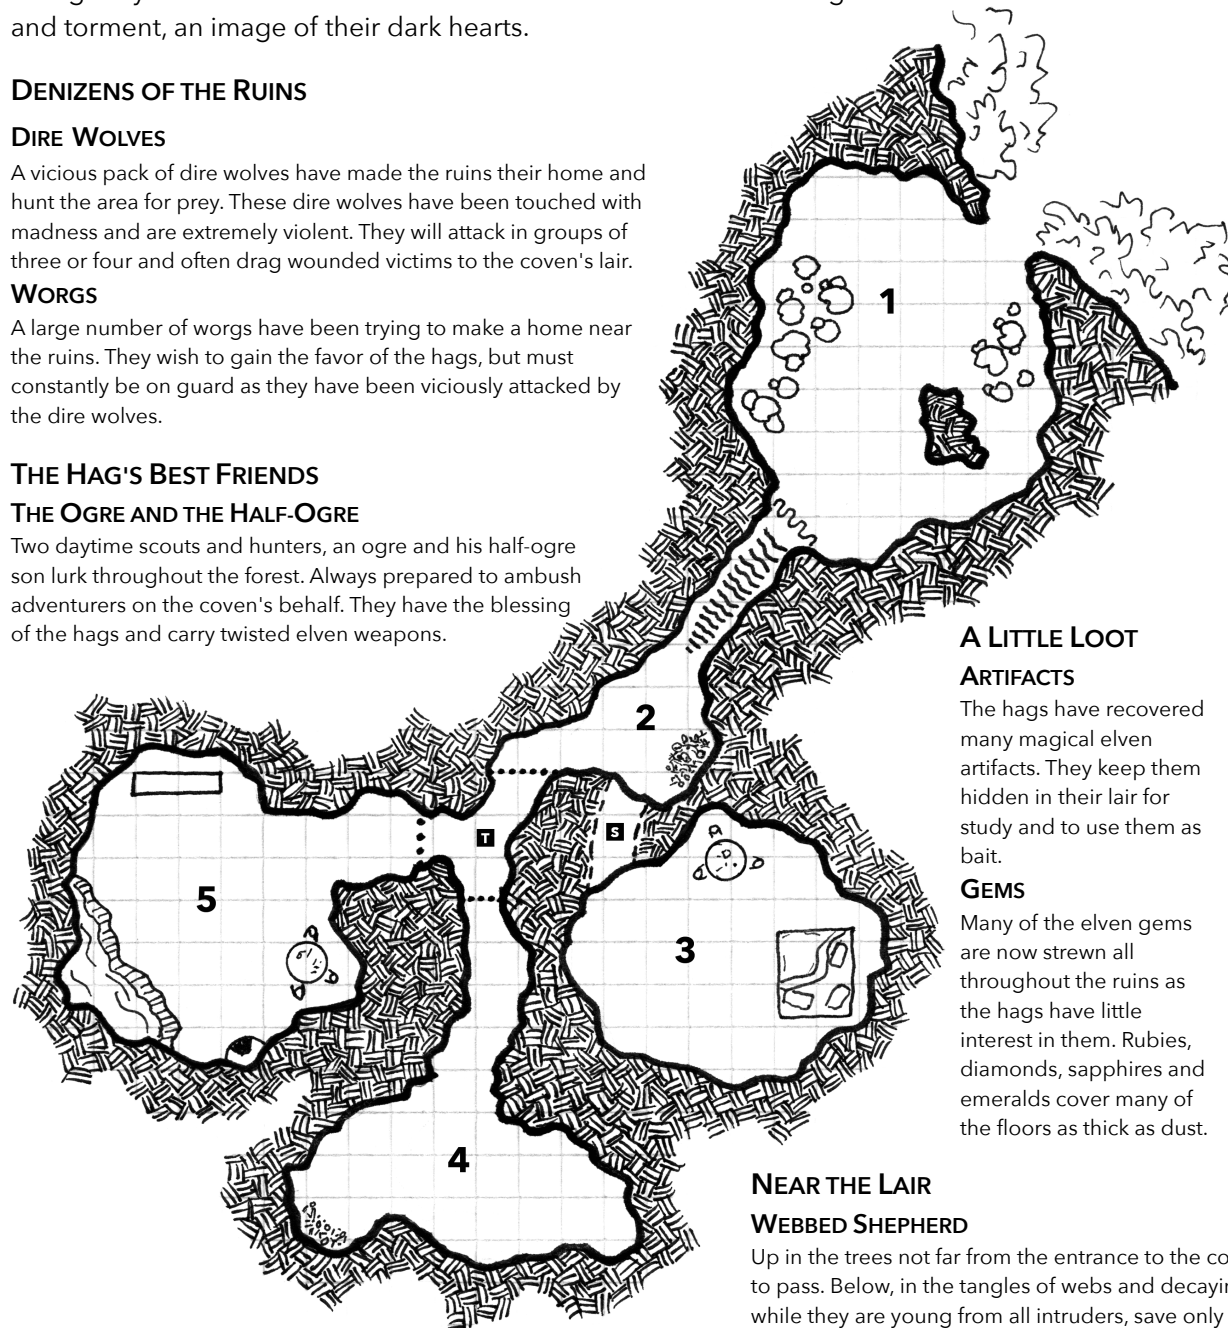 and torment, an image of their dark hearts.
DENIZENS OF THE RUINS
DIRE WOLVES
A vicious pack of dire wolves have made the ruins their home and
hunt the area for prey. These dire wolves have been touched with
madness and are extremely violent. They will attack in groups of
three or four and often drag wounded victims to the coven's lair.
WORGS
A large number of worgs have been trying to make a home near
the ruins. They wish to gain the favor of the hags, but must
constantly be on guard as they have been viciously attacked by
the dire wolves.
THE HAG'S BEST FRIENDS
THE OGRE AND THE HALF-OGRE
Two daytime scouts and hunters, an ogre and his half-ogre
son lurk throughout the forest. Always prepared to ambush
adventurers on the coven's behalf. They have the blessing
of the hags and carry twisted elven weapons.
1
2
T
S
5
3
4
A LITTLE LOOT
ARTIFACTS
The hags have recovered
many magical elven
artifacts. They keep them
hidden in their lair for
study and to use them as
bait.
GEMS
Many of the elven gems
are now strewn all
throughout the ruins as
the hags have little
interest in them. Rubies,
diamonds, sapphires and
emeralds cover many of
the floors as thick as dust.
NEAR THE LAIR
WEBBED SHEPHERD
Up in the trees not far from the entrance to the co
to pass. Below, in the tangles of webs and decayi
while they are young from all intruders, save only